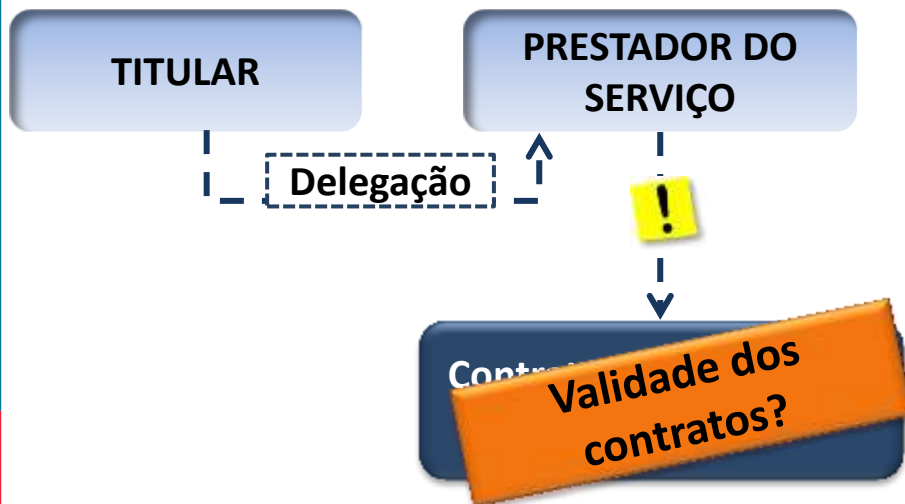 TITULAR
PRESTADOR DO
SERVIÇO
Delegação
!
Validade dos
contratos?